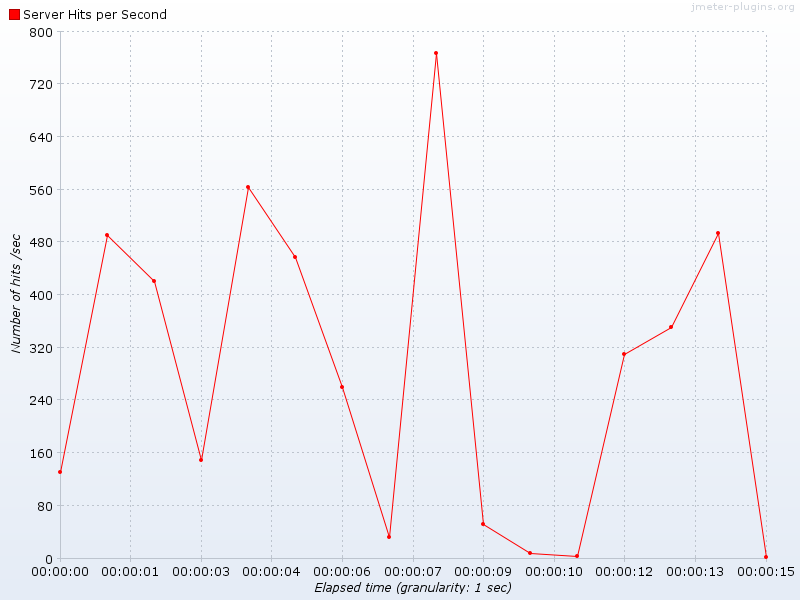 jmeter-plugins.org
Server Hits per Second
800
720
640
560
480
400
320
240
160
80
0
Number of hits /sec
00:00:00 00:00:01 00:00:03 00:00:04 00:00:06 00:00:07 00:00:09 00:00:10 00:00:12 00:00:13 00:00:15
Elapsed time (granularity: 1 sec)